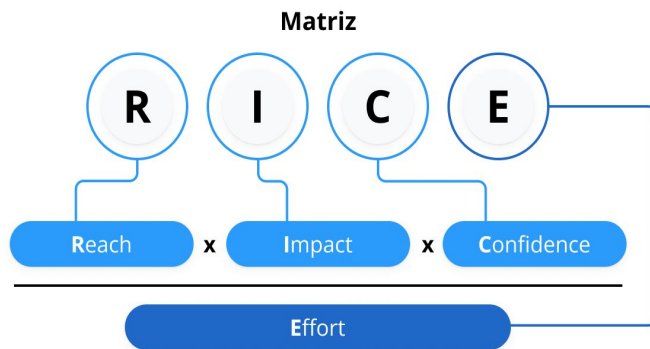 Matriz
R I C E
Reach x Impact x Confidence
Effort